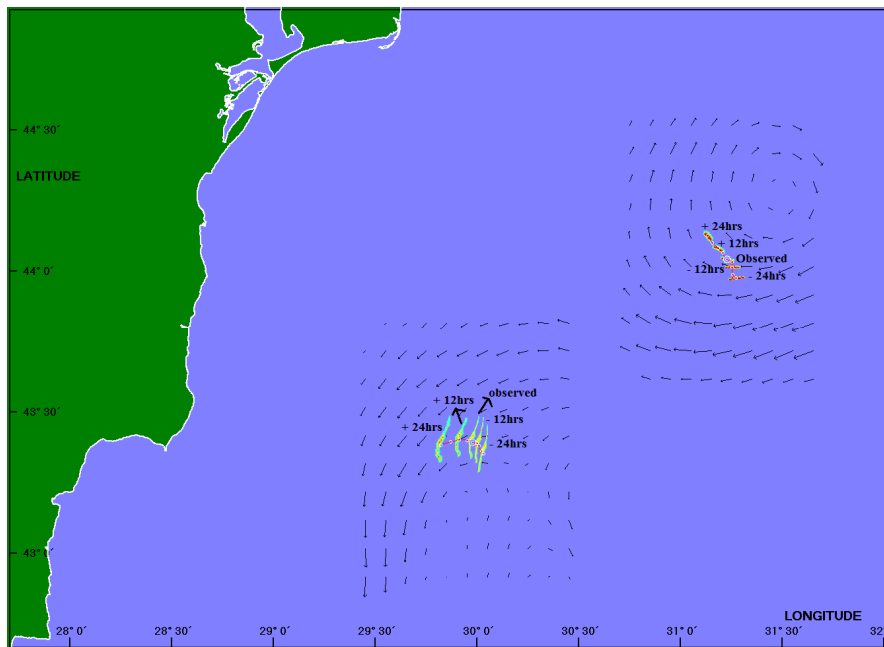 44° 30´
LATITUDE
+ 24hrs
+ 12hrs
Observed
- 12hrs
- 24hrs
44° 0´
observed
+ 12hrs
43° 30´
- 12hrs
+ 24hrs
- 24hrs
43° 0´
LONGITUDE
28° 0´ 28° 30´ 29° 0´ 29° 30´ 30° 0´ 30° 30´ 31° 0´ 31° 30´ 32